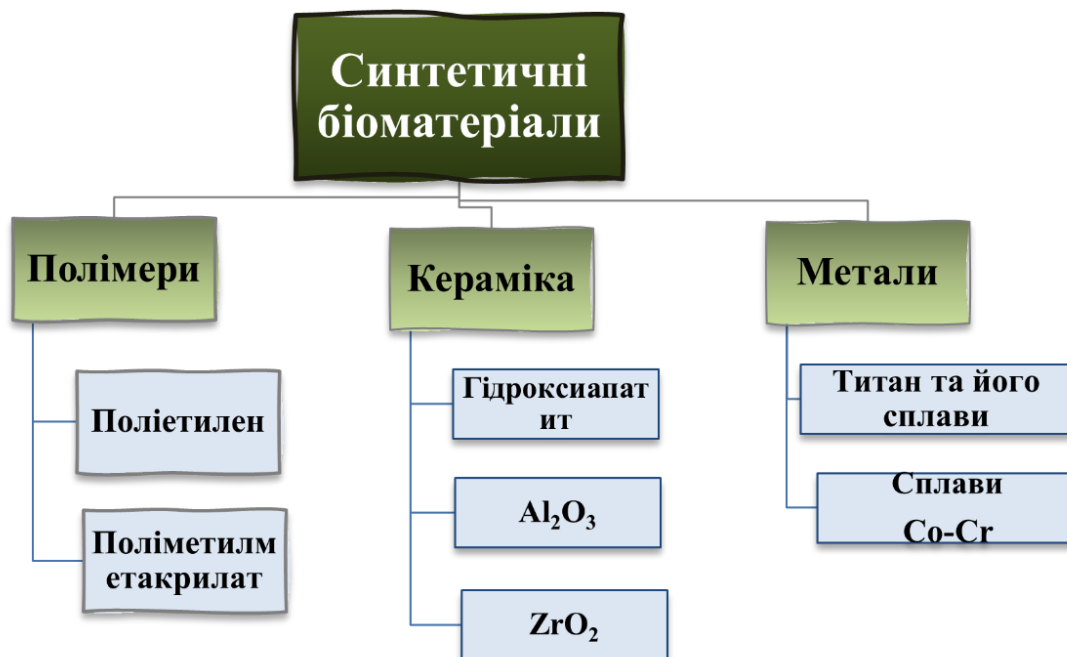 Синтетичні
біоматеріали
Полімери
Кераміка
Метали
Поліетилен
Поліметилм
етакрилат
Гідроксиапат
ит
Al₂O₃
ZrO₂
Титан та його
сплави
Сплави
Co-Cr